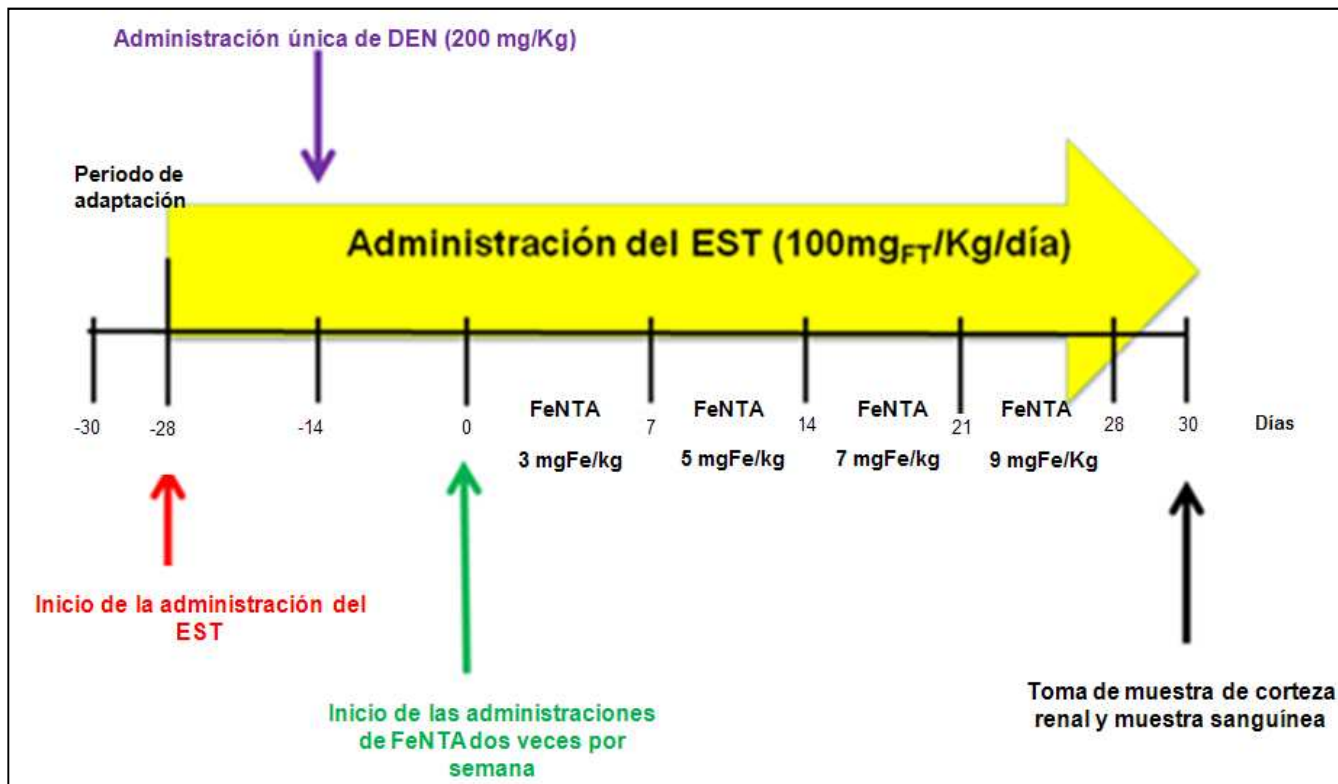 Administración única de DEN (200 mg/Kg)
Periodo de
adaptación
Administración del EST (100mgFT/Kg/día)
FeNTA FeNTA FeNTA FeNTA
-30 -28 -14 0 7 14 21 28 30 Días
3 mgFe/kg 5 mgFe/kg 7 mgFe/kg 9 mgFe/Kg
Inicio de la administración del
EST
Inicio de las administraciones
de FeNTA dos veces por
semana
Toma de muestra de corteza
renal y muestra sanguínea